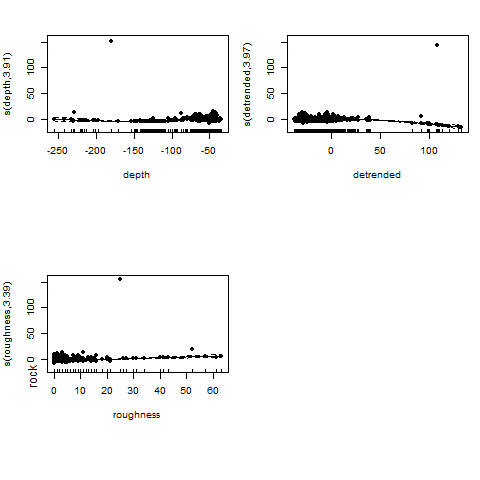 s(depth,3.91)
0 50 100
-250 -200 -150 -100 -50
depth
s(detrended,3.97)
0 50 100
0 50 100
detrended
s(roughness,3.39)
rock
0 50 100
0 10 20 30 40 50 60
roughness